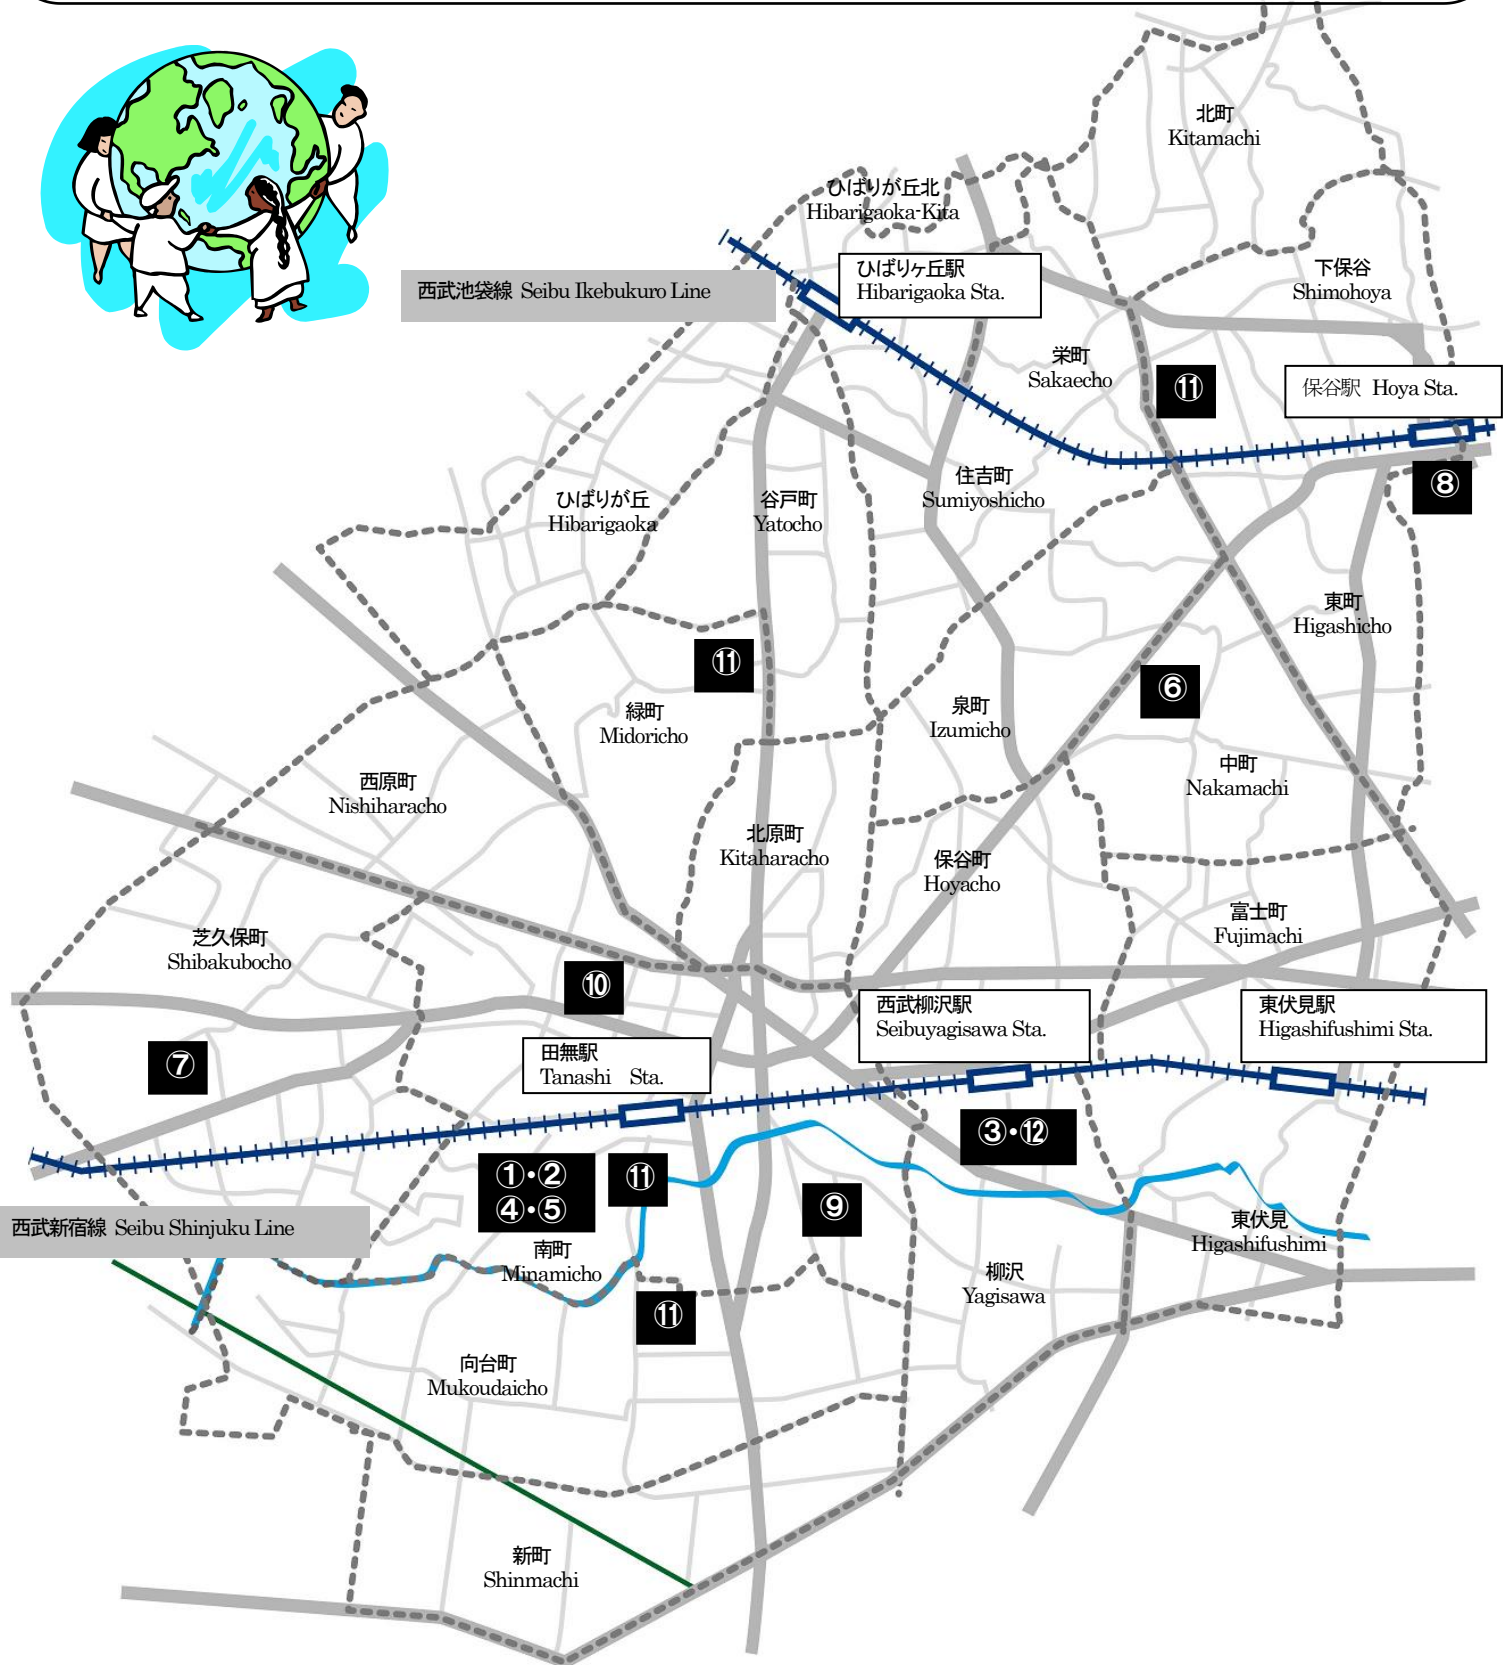 北町
Kitamachi
ひばりが丘北
Hibarigaoka-Kita
ひばりヶ丘駅
Hibarigaoka Sta.
下保谷
Shimohoya
西武池袋線 Seibu Ikebukuro Line
栄町
Sakaecho
⑪
保谷駅 Hoya Sta.
⑧
住吉町
Sumiyoshicho
ひばりが丘
Hibarigaoka
谷戸町
Yatocho
東町
Higashicho
⑪
⑥
緑町
Midoricho
泉町
Izumicho
中町
Nakamachi
西原町
Nishiharacho
北原町
Kitaharacho
保谷町
Hoyacho
富士町
Fujimachi
芝久保町
Shibakubocho
⑩
西武柳沢駅
Seibuyagisawa Sta.
東伏見駅
Higashifushimi Sta.
田無駅
Tanashi Sta.
⑦
③・⑫
①・②
④・⑤
⑪
⑨
西武新宿線 Seibu Shinjuku Line
東伏見
Higashifushimi
南町
Minamicho
柳沢
Yagisawa
⑪
向台町
Mukoudaicho
新町
Shinmachi